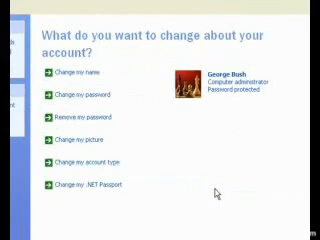 What do you want to change about your
account?
Change my name
Change my password
Remove my password
Change my picture
Change my account type
Change my .NET Passport
George Bush
Computer administrator
Password protected